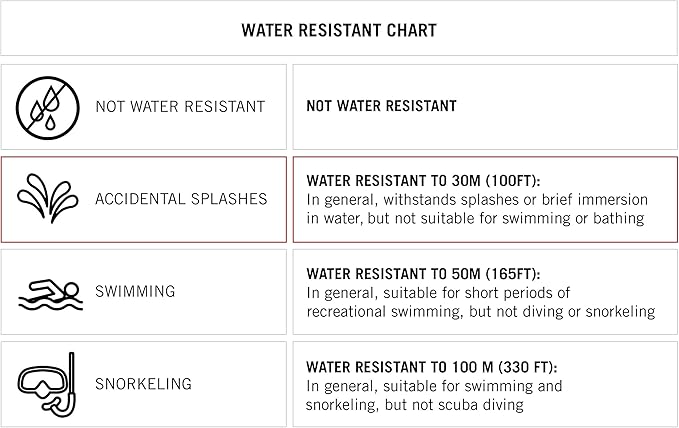 WATER RESISTANT CHART
NOT WATER RESISTANT
NOT WATER RESISTANT
ACCIDENTAL SPLASHES
WATER RESISTANT TO 30M (100FT):
In general, withstands splashes or brief immersion
in water, but not suitable for swimming or bathing
SWIMMING
WATER RESISTANT TO 50M (165FT):
In general, suitable for short periods of
recreational swimming, but not diving or snorkeling
SNORKELING
WATER RESISTANT TO 100 M (330 FT):
In general, suitable for swimming and
snorkeling, but not scuba diving